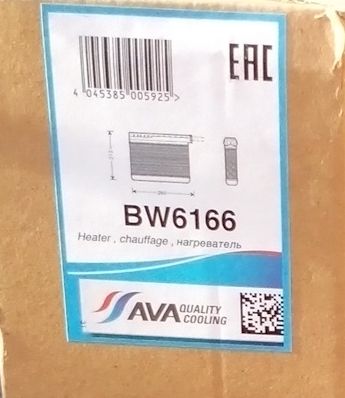 EAC
4 045385 005925 >
BW6166
Heater , chauffage , нагреватель
AVA QUALITY
COOLING